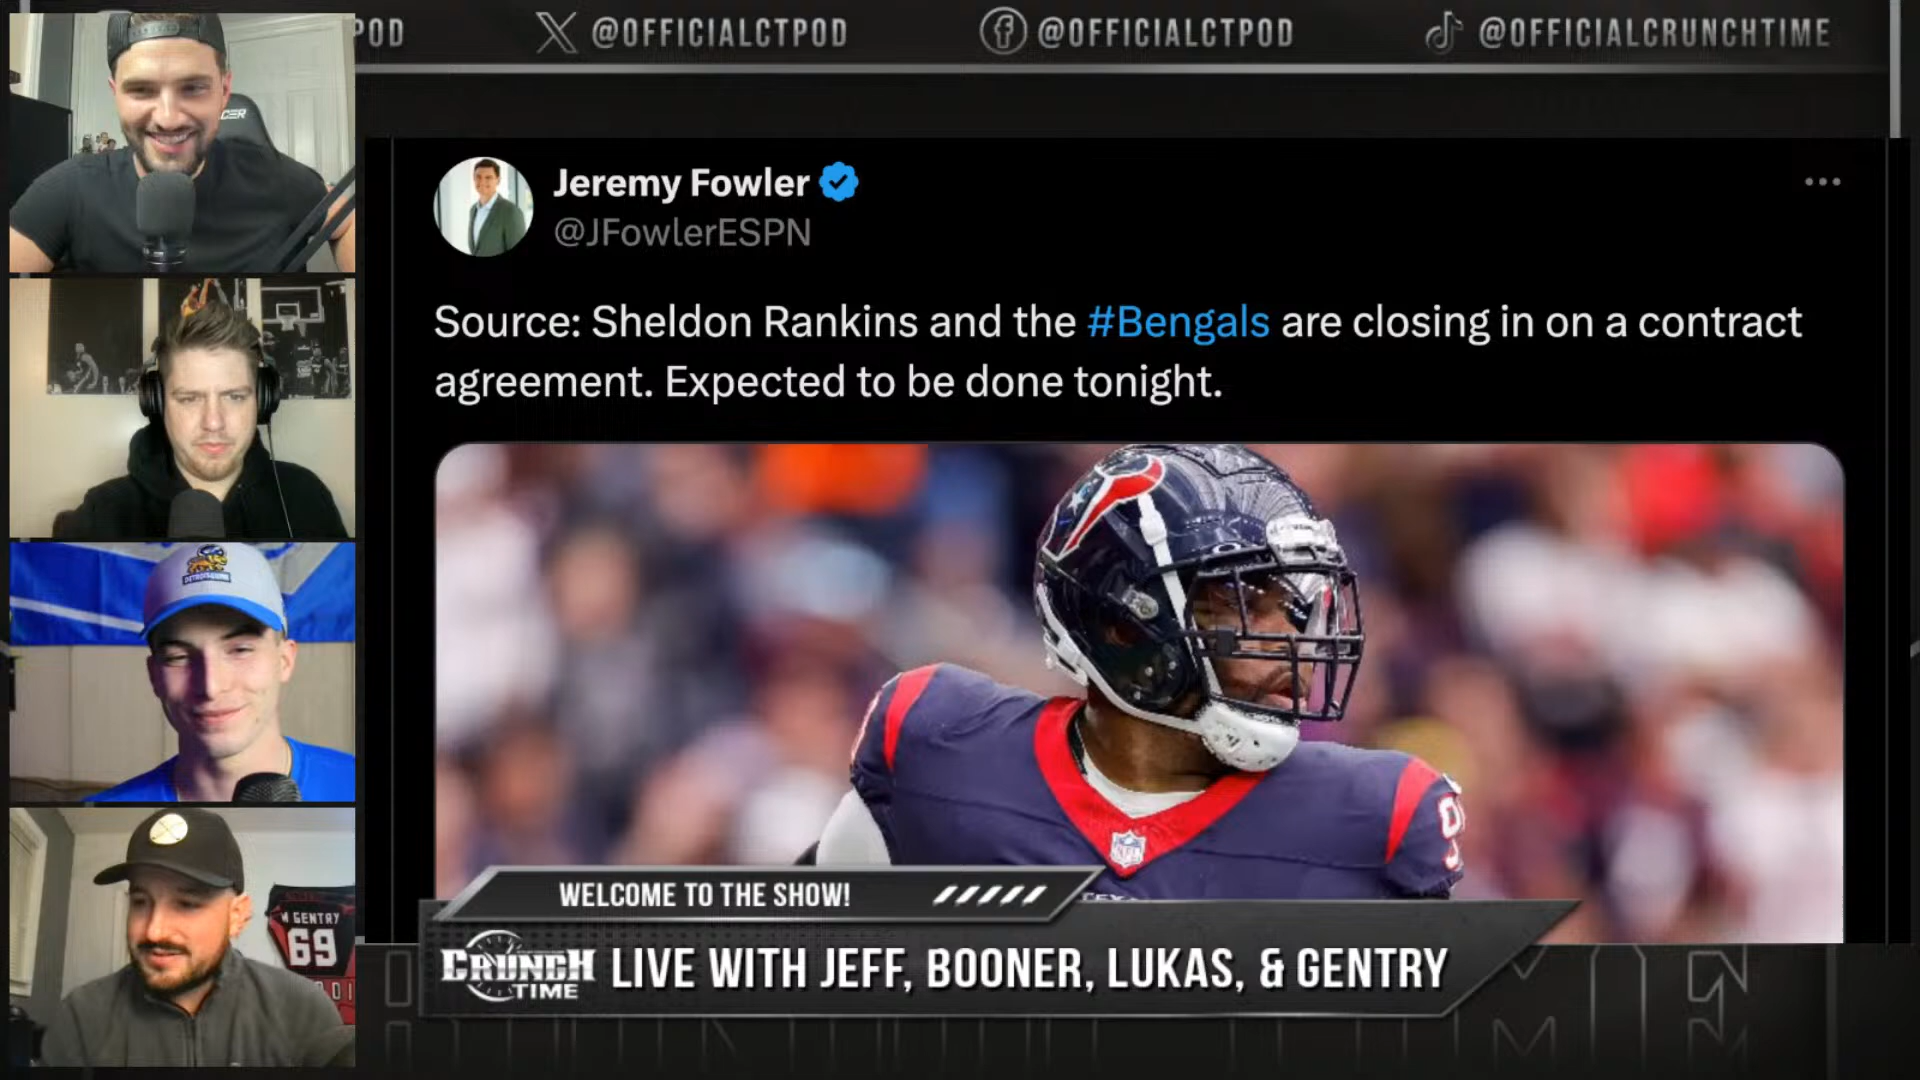 POD
@OFFICIALCTPOD
@OFFICIALCTPOD
@OFFICIALCRUNCHTIME
Jeremy Fowler
@JFowlerESPN
Source: Sheldon Rankins and the #Bengals are closing in on a contract
agreement. Expected to be done tonight.
NFL
WELCOME TO THE SHOW!
CRUNCH
TIME
LIVE WITH JEFF, BOONER, LUKAS, & GENTRY
GENTRY
69